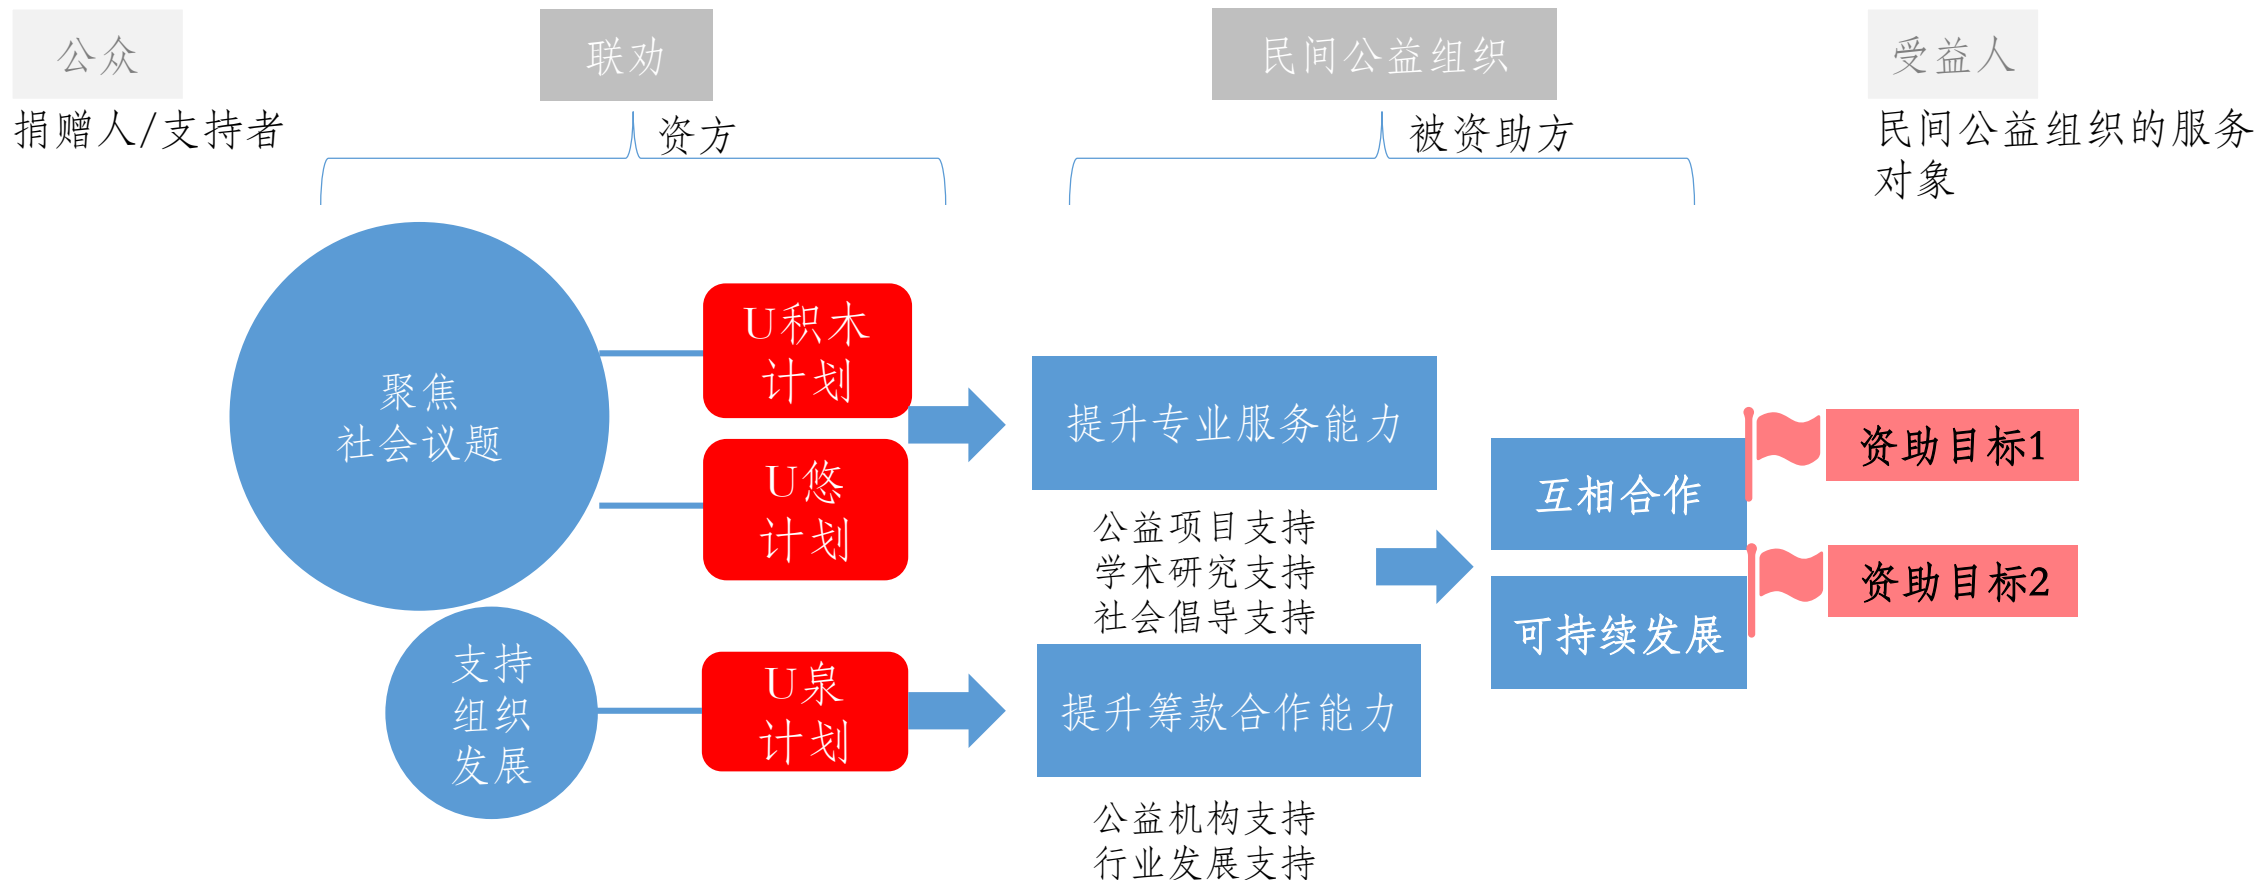 公众
联劝
民间公益组织
受益人
捐赠人/支持者
资方
被资助方
民间公益组织的服务
对象
聚焦
社会议题
U积木
计划
U悠
计划
支持
组织
发展
U泉
计划
提升专业服务能力
公益项目支持
学术研究支持
社会倡导支持
提升筹款合作能力
公益机构支持
行业发展支持
互相合作
可持续发展
资助目标1
资助目标2